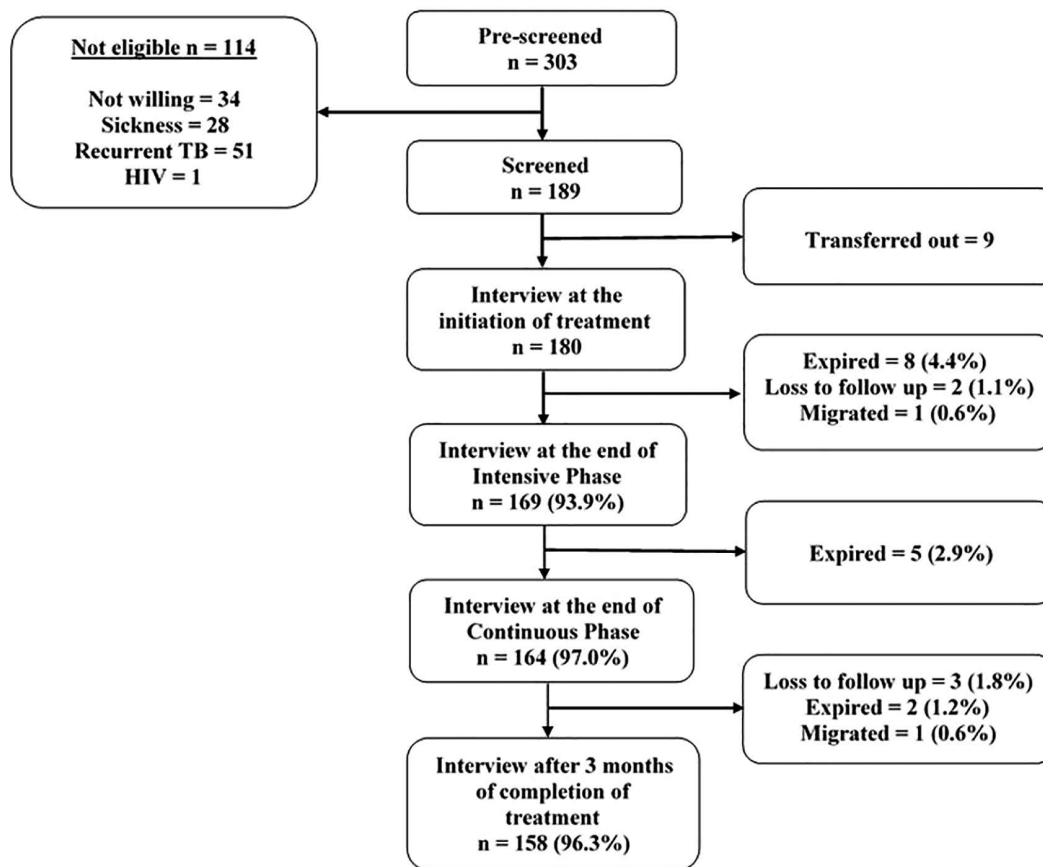 Pre-screened
n = 303
Not eligible n = 114
Not willing = 34
Sickness = 28
Recurrent TB = 51
HIV = 1
Screened
n = 189
Transferred out = 9
Interview at the
initiation of treatment
n = 180
Expired = 8 (4.4%)
Loss to follow up = 2 (1.1%)
Migrated = 1 (0.6%)
Interview at the end of
Intensive Phase
n = 169 (93.9%)
Expired = 5 (2.9%)
Interview at the end of
Continuous Phase
n = 164 (97.0%)
Loss to follow up = 3 (1.8%)
Expired = 2 (1.2%)
Migrated = 1 (0.6%)
Interview after 3 months
of completion of
treatment
n = 158 (96.3%)